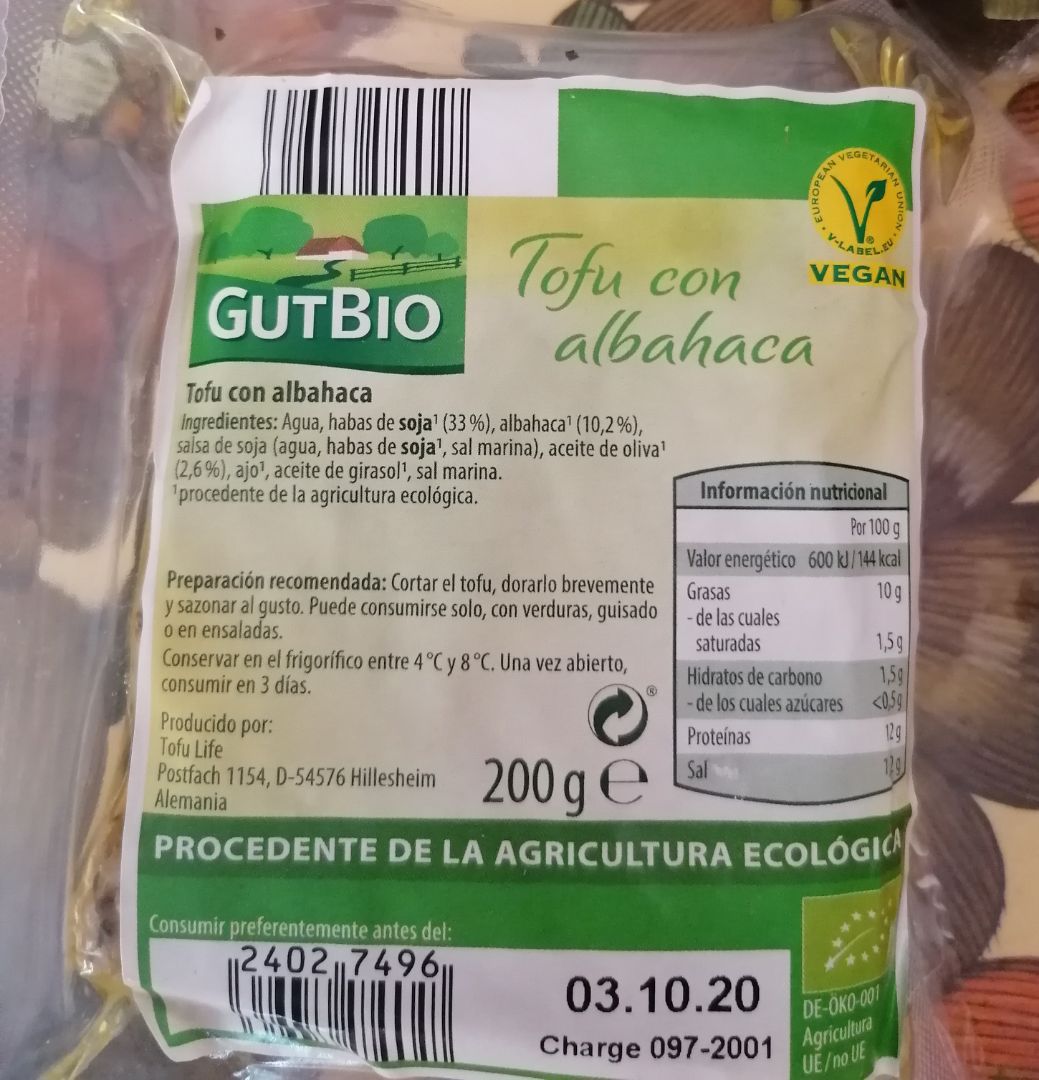 EUROPEAN VEGETARIAN UNION
V-LABEL.EU
VEGAN
GUTBIO
Tofu con
albahaca
Tofu con albahaca
Ingredientes: Agua, habas de soja¹ (33 %), albahaca¹ (10,2%),
salsa de soja (agua, habas de soja¹, sal marina), aceite de oliva¹
(2,6 %), ajo¹, aceite de girasol¹, sal marina.
¹procedente de la agricultura ecológica.
Preparación recomendada: Cortar el tofu, dorarlo brevemente
y sazonar al gusto. Puede consumirse solo, con verduras, guisado
o en ensaladas.
Conservar en el frigorífico entre 4 °C y 8 °C. Una vez abierto,
consumir en 3 días.
Producido por:
Tofu Life
Postfach 1154, D-54576 Hillesheim
Alemania
200 g e
Información nutricional
Por 100 g
Valor energético 600 kJ / 144 kcal
Grasas 10 g
- de las cuales
saturadas 1,5 g
Hidratos de carbono 1,5 g
- de los cuales azúcares <0,5 g
Proteínas 12 g
Sal
PROCEDENTE DE LA AGRICULTURA ECOLÓGICA
Consumir preferentemente antes del:
2402 7496
03.10.20
Charge 097-2001
DE-ÖKO-001
Agricultura
UE/no UE